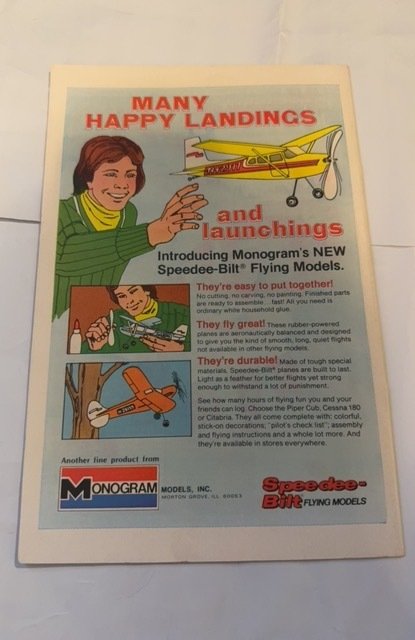 MANY
HAPPY LANDINGS
and
launchings
Introducing Monogram's NEW
Speedee-Bilt® Flying Models.
They're easy to put together!
No cutting, no carving, no painting. Finished parts
are ready to assemble ... fast! All you need is
ordinary white household glue.
They fly great! These rubber-powered
planes are aeronautically balanced and designed
to give you the kind of smooth, long, quiet flights
not available in other flying models.
They're durable! Made of tough special
materials, Speedee-Bilt® planes are built to last.
Light as a feather for better flights yet strong
enough to withstand a lot of punishment.
See how many hours of flying fun you and your
friends can log. Choose the Piper Cub, Cessna 180
or Citabria. They all come complete with: colorful,
stick-on decorations; "pilot's check list"; assembly
and flying instructions and a whole lot more. And
they're available in stores everywhere.
Another fine product from
MONOGRAM MODELS, INC.
MORTON GROVE, ILL. 60053
Speedee-
Bilt FLYING MODELS